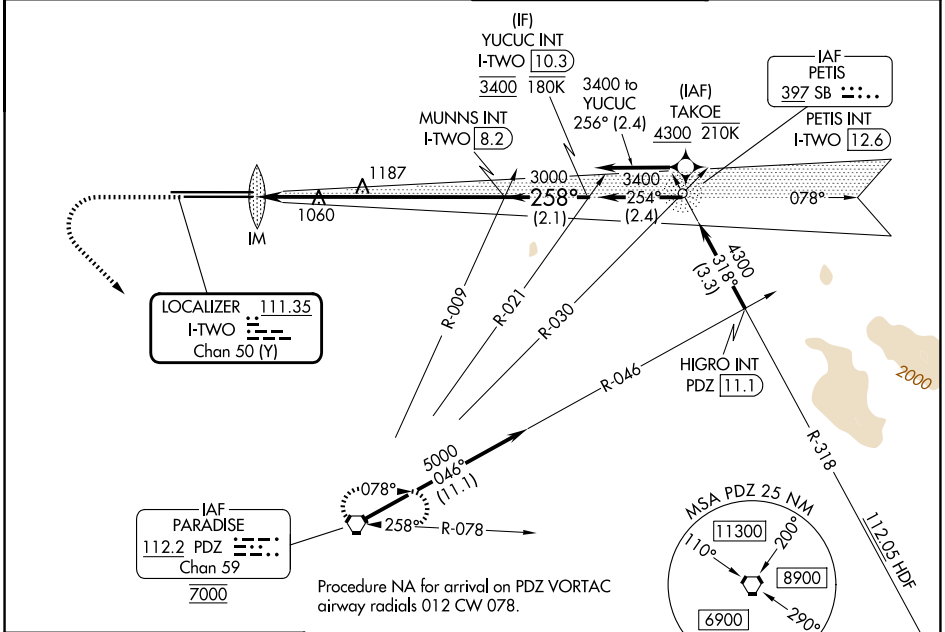 (IF)
YUCUC INT
I-TWO 10.3
3400 180K
MUNNS INT
I-TWO 8.2
3400 to
YUCUC
256° (2.4)
(IAF)
TAKOE
4300 210K
IAF
PETIS
397 SB
PETIS INT
I-TWO 12.6
1187
1060
IM
3000
258°
(2.1)
3400
254°
(2.4)
078°
4300
318°
(3.3)
LOCALIZER 111.35
I-TWO
Chan 50 (Y)
R-009
R-021
R-030
R-046
HIGRO INT
PDZ 11.1
2000
R-318
112.05 HDF
5000
046°
(11.1)
078°
258°
R-078
IAF
PARADISE
112.2 PDZ
Chan 59
7000
Procedure NA for arrival on PDZ VORTAC
airway radials 012 CW 078.
MSA PDZ 25 NM
11300
110°
200°
8900
6900
290°